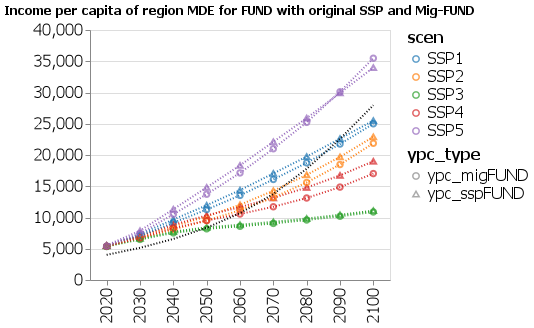 Income per capita of region MDE for FUND with original SSP and Mig-FUND
40,000
35,000
30,000
25,000
20,000
15,000
10,000
5,000
0
2020
2030
2040
2050
2060
2070
2080
2090
2100
scen
SSP1
SSP2
SSP3
SSP4
SSP5
ypc_type
ypc_migFUND
ypc_sspFUND